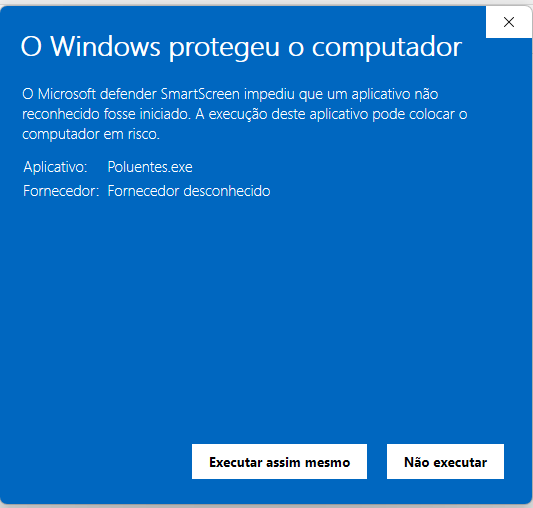 O Windows protegeu o computador
O Microsoft defender SmartScreen impediu que um aplicativo não
reconhecido fosse iniciado. A execução deste aplicativo pode colocar o
computador em risco.
Aplicativo: Poluentes.exe
Fornecedor: Fornecedor desconhecido
Executar assim mesmo Não executar